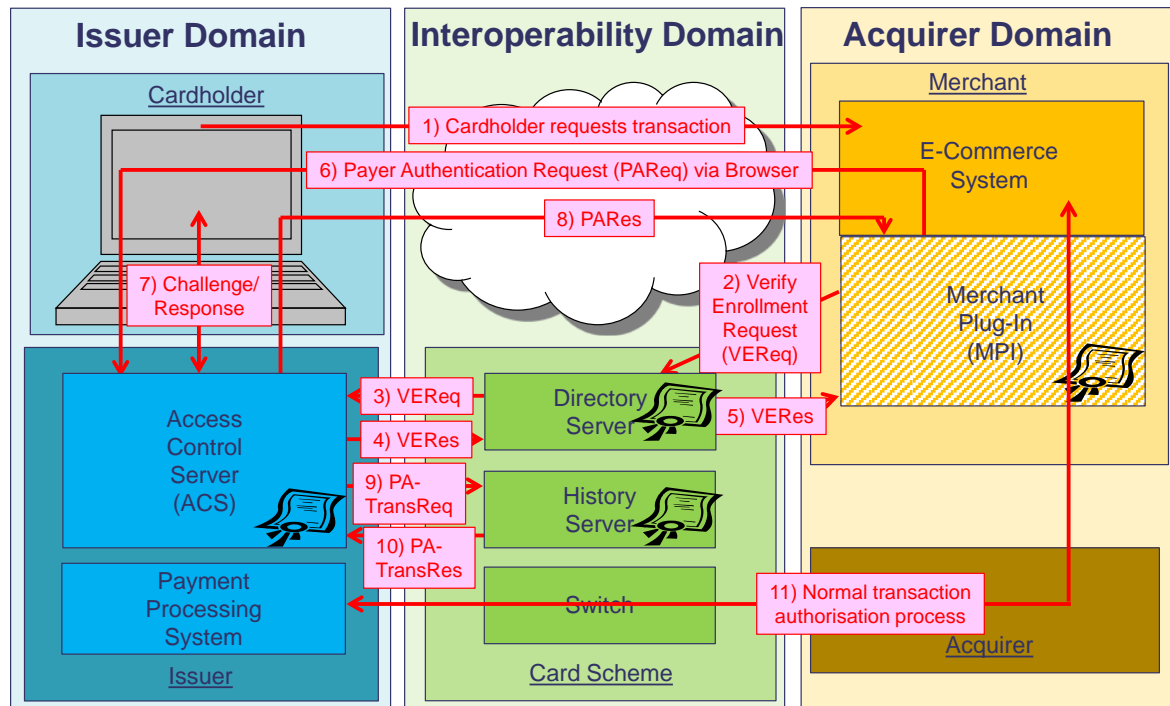 Issuer Domain
Interoperability Domain
Acquirer Domain
Cardholder
Merchant
1) Cardholder requests transaction
E-Commerce
System
6) Payer Authentication Request (PAReq) via Browser
8) PARes
7) Challenge/
Response
2) Verify
Enrollment
Request
(VEReq)
Merchant
Plug-In
(MPI)
Access
Control
Server
(ACS)
3) VEReq
4) VERes
Directory
Server
5) VERes
9) PA-
TransReq
10) PA-
TransRes
History
Server
Payment
Processing
System
Switch
11) Normal transaction
authorisation process
Issuer
Card Scheme
Acquirer